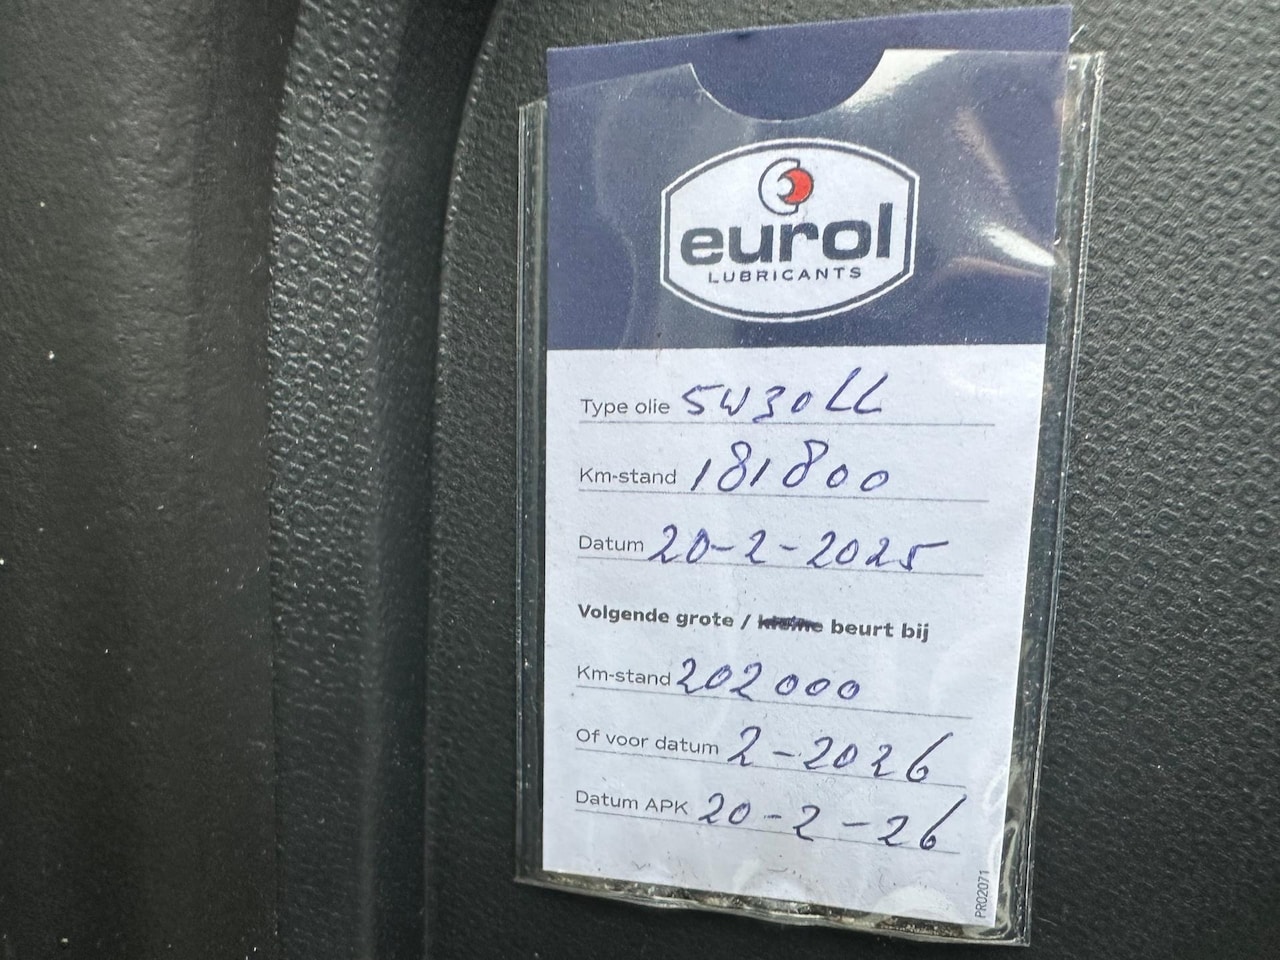 eurol
LUBRICANTS
Type olie 5W30LL
Km-stand 181800
Datum 20-2-2025
Volgende grote / kleine beurt bij
Km-stand 202000
Of voor datum 2-2026
Datum APK 20-2-26
PR02071